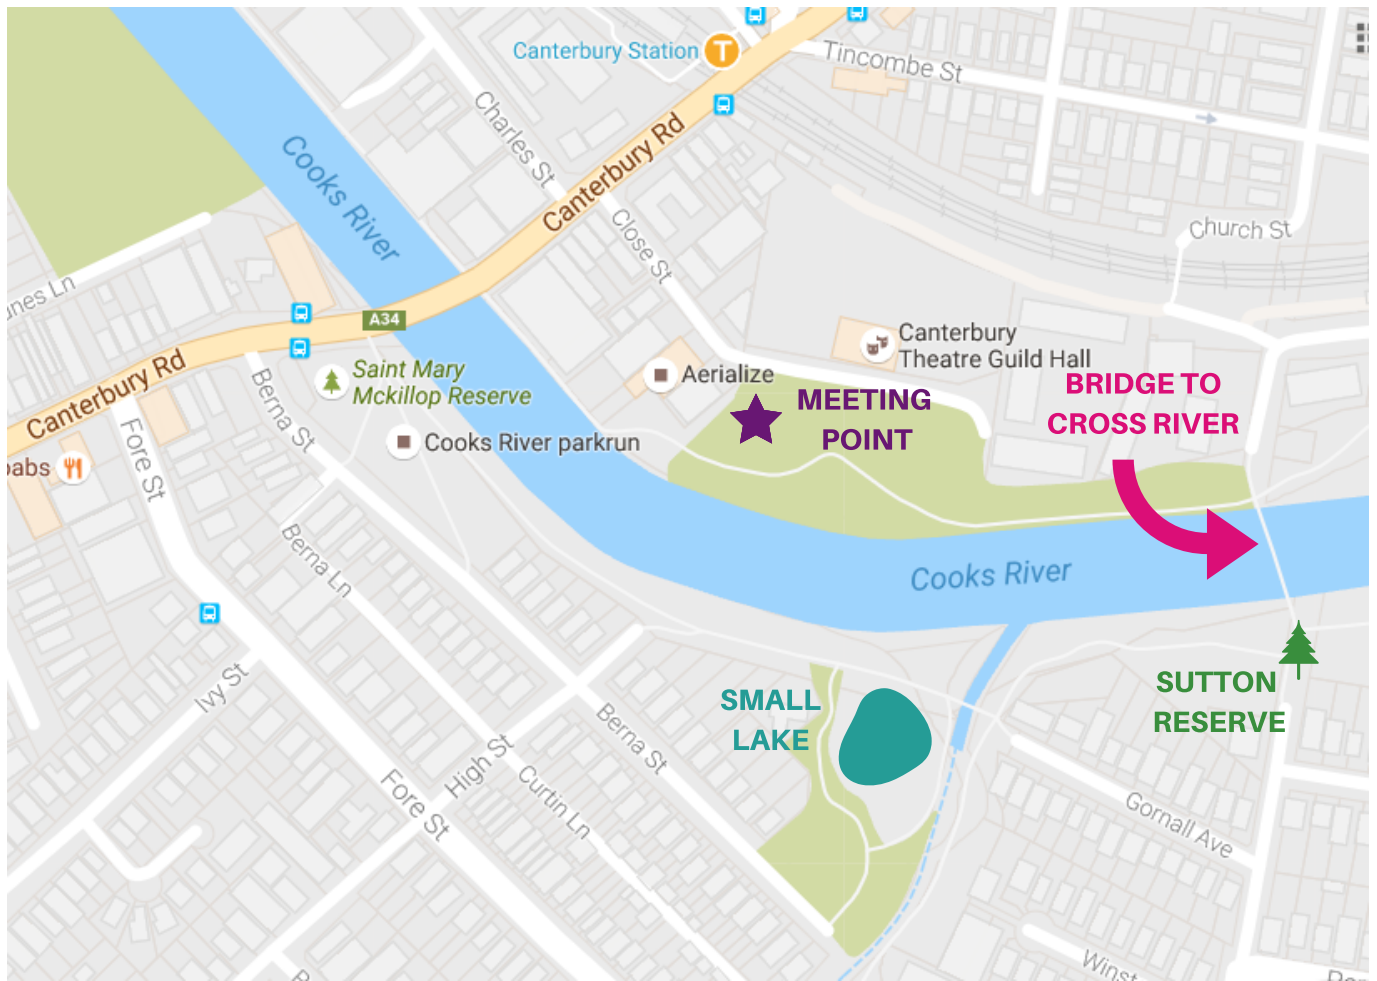 Canterbury Station
T
Tincombe St
Charles St
Canterbury Rd
Cooks River
Close St
Church St
A34
Canterbury
Theatre Guild Hall
Aerialize
Saint Mary
Mckillop Reserve
Canterbury Rd
Berna St
Fore St
Cooks River parkrun
MEETING
POINT
BRIDGE TO
CROSS RIVER
Berna Ln
Cooks River
SUTTON
RESERVE
SMALL
LAKE
Ivy St
Berna St
High St
Curtin Ln
Fore St
Gornall Ave